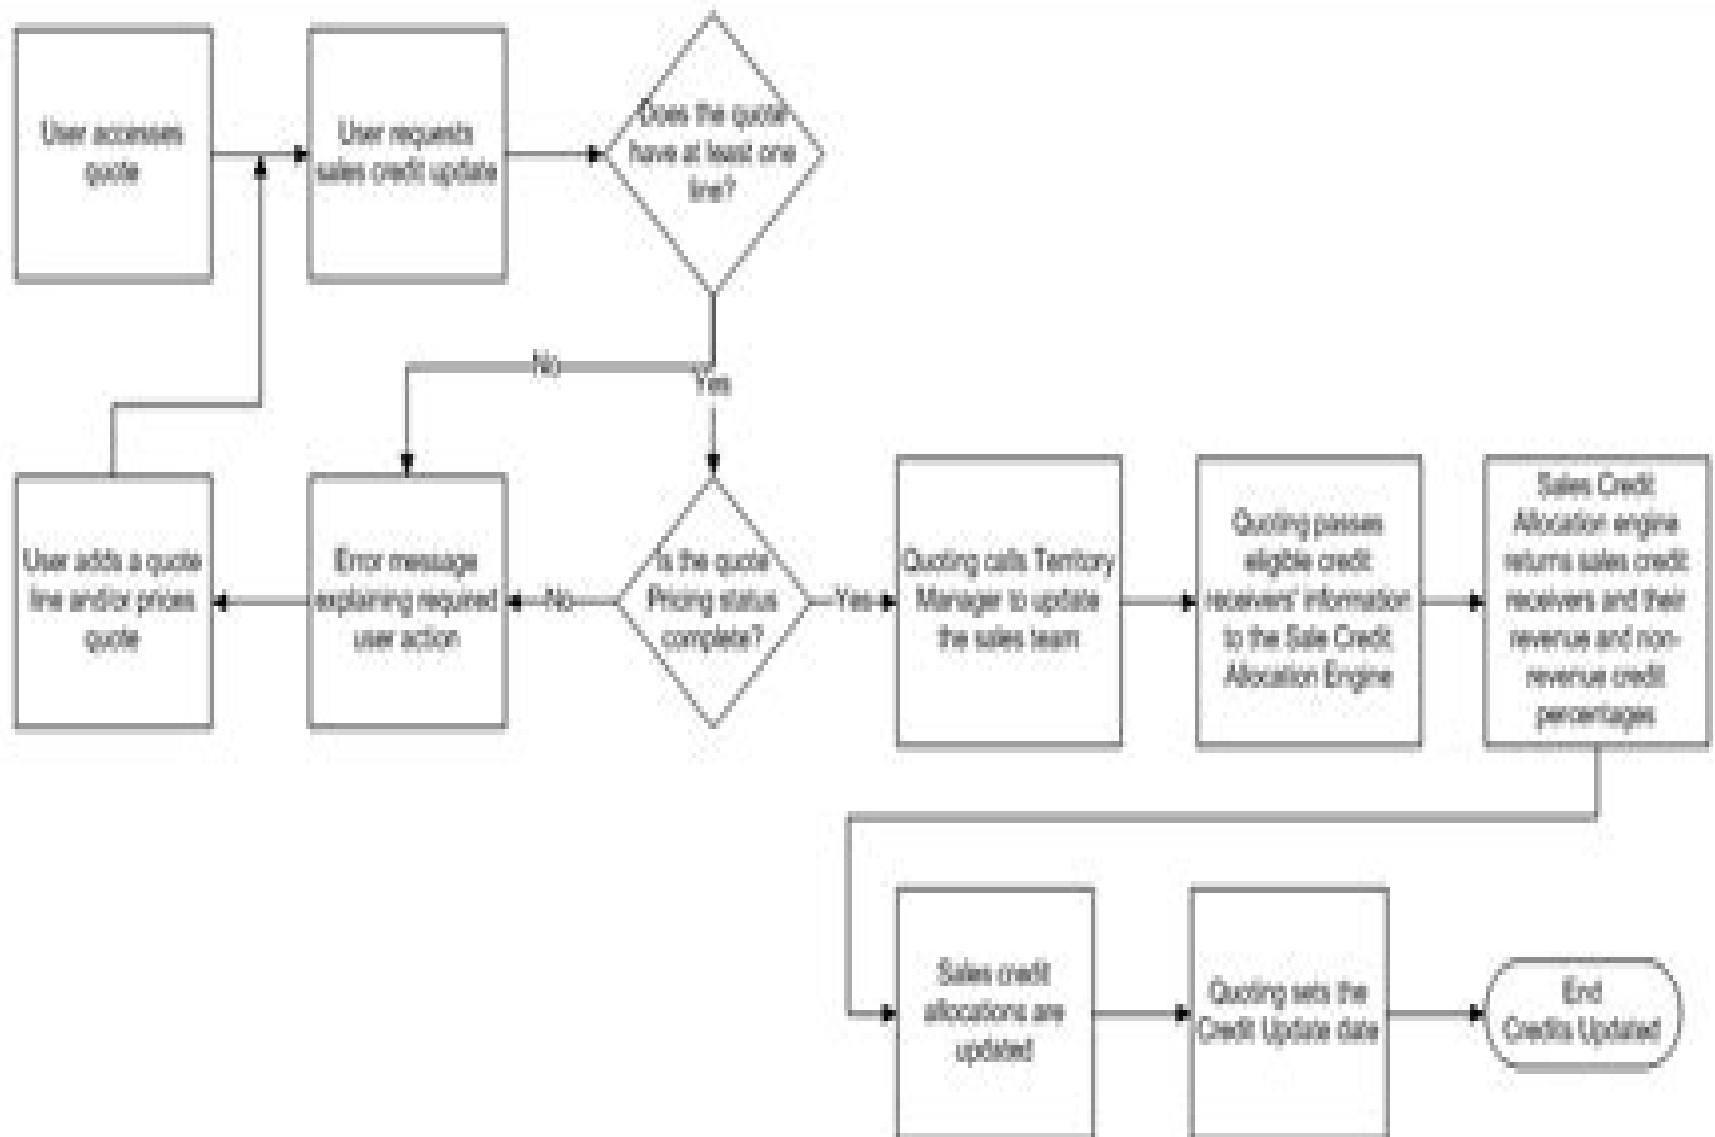 User accesses
quote
User requests
sales credit update
Does the quote
have at least one
line?
No
Yes
User adds a quote
line and/or prices
quote
Error message
explaining required
user action
No
Is the quote
Pricing status
complete?
Yes
Quoting calls Territory
Manager to update
the sales team
Quoting passes
eligible credit
receivers' information
to the Sale Credit
Allocation Engine
Sales Credit
Allocation engine
returns sales credit
receivers and their
revenue and non-
revenue credit
percentages
Sales credit
allocations are
updated
Quoting sets the
Credit Update date
End
Credits Updated